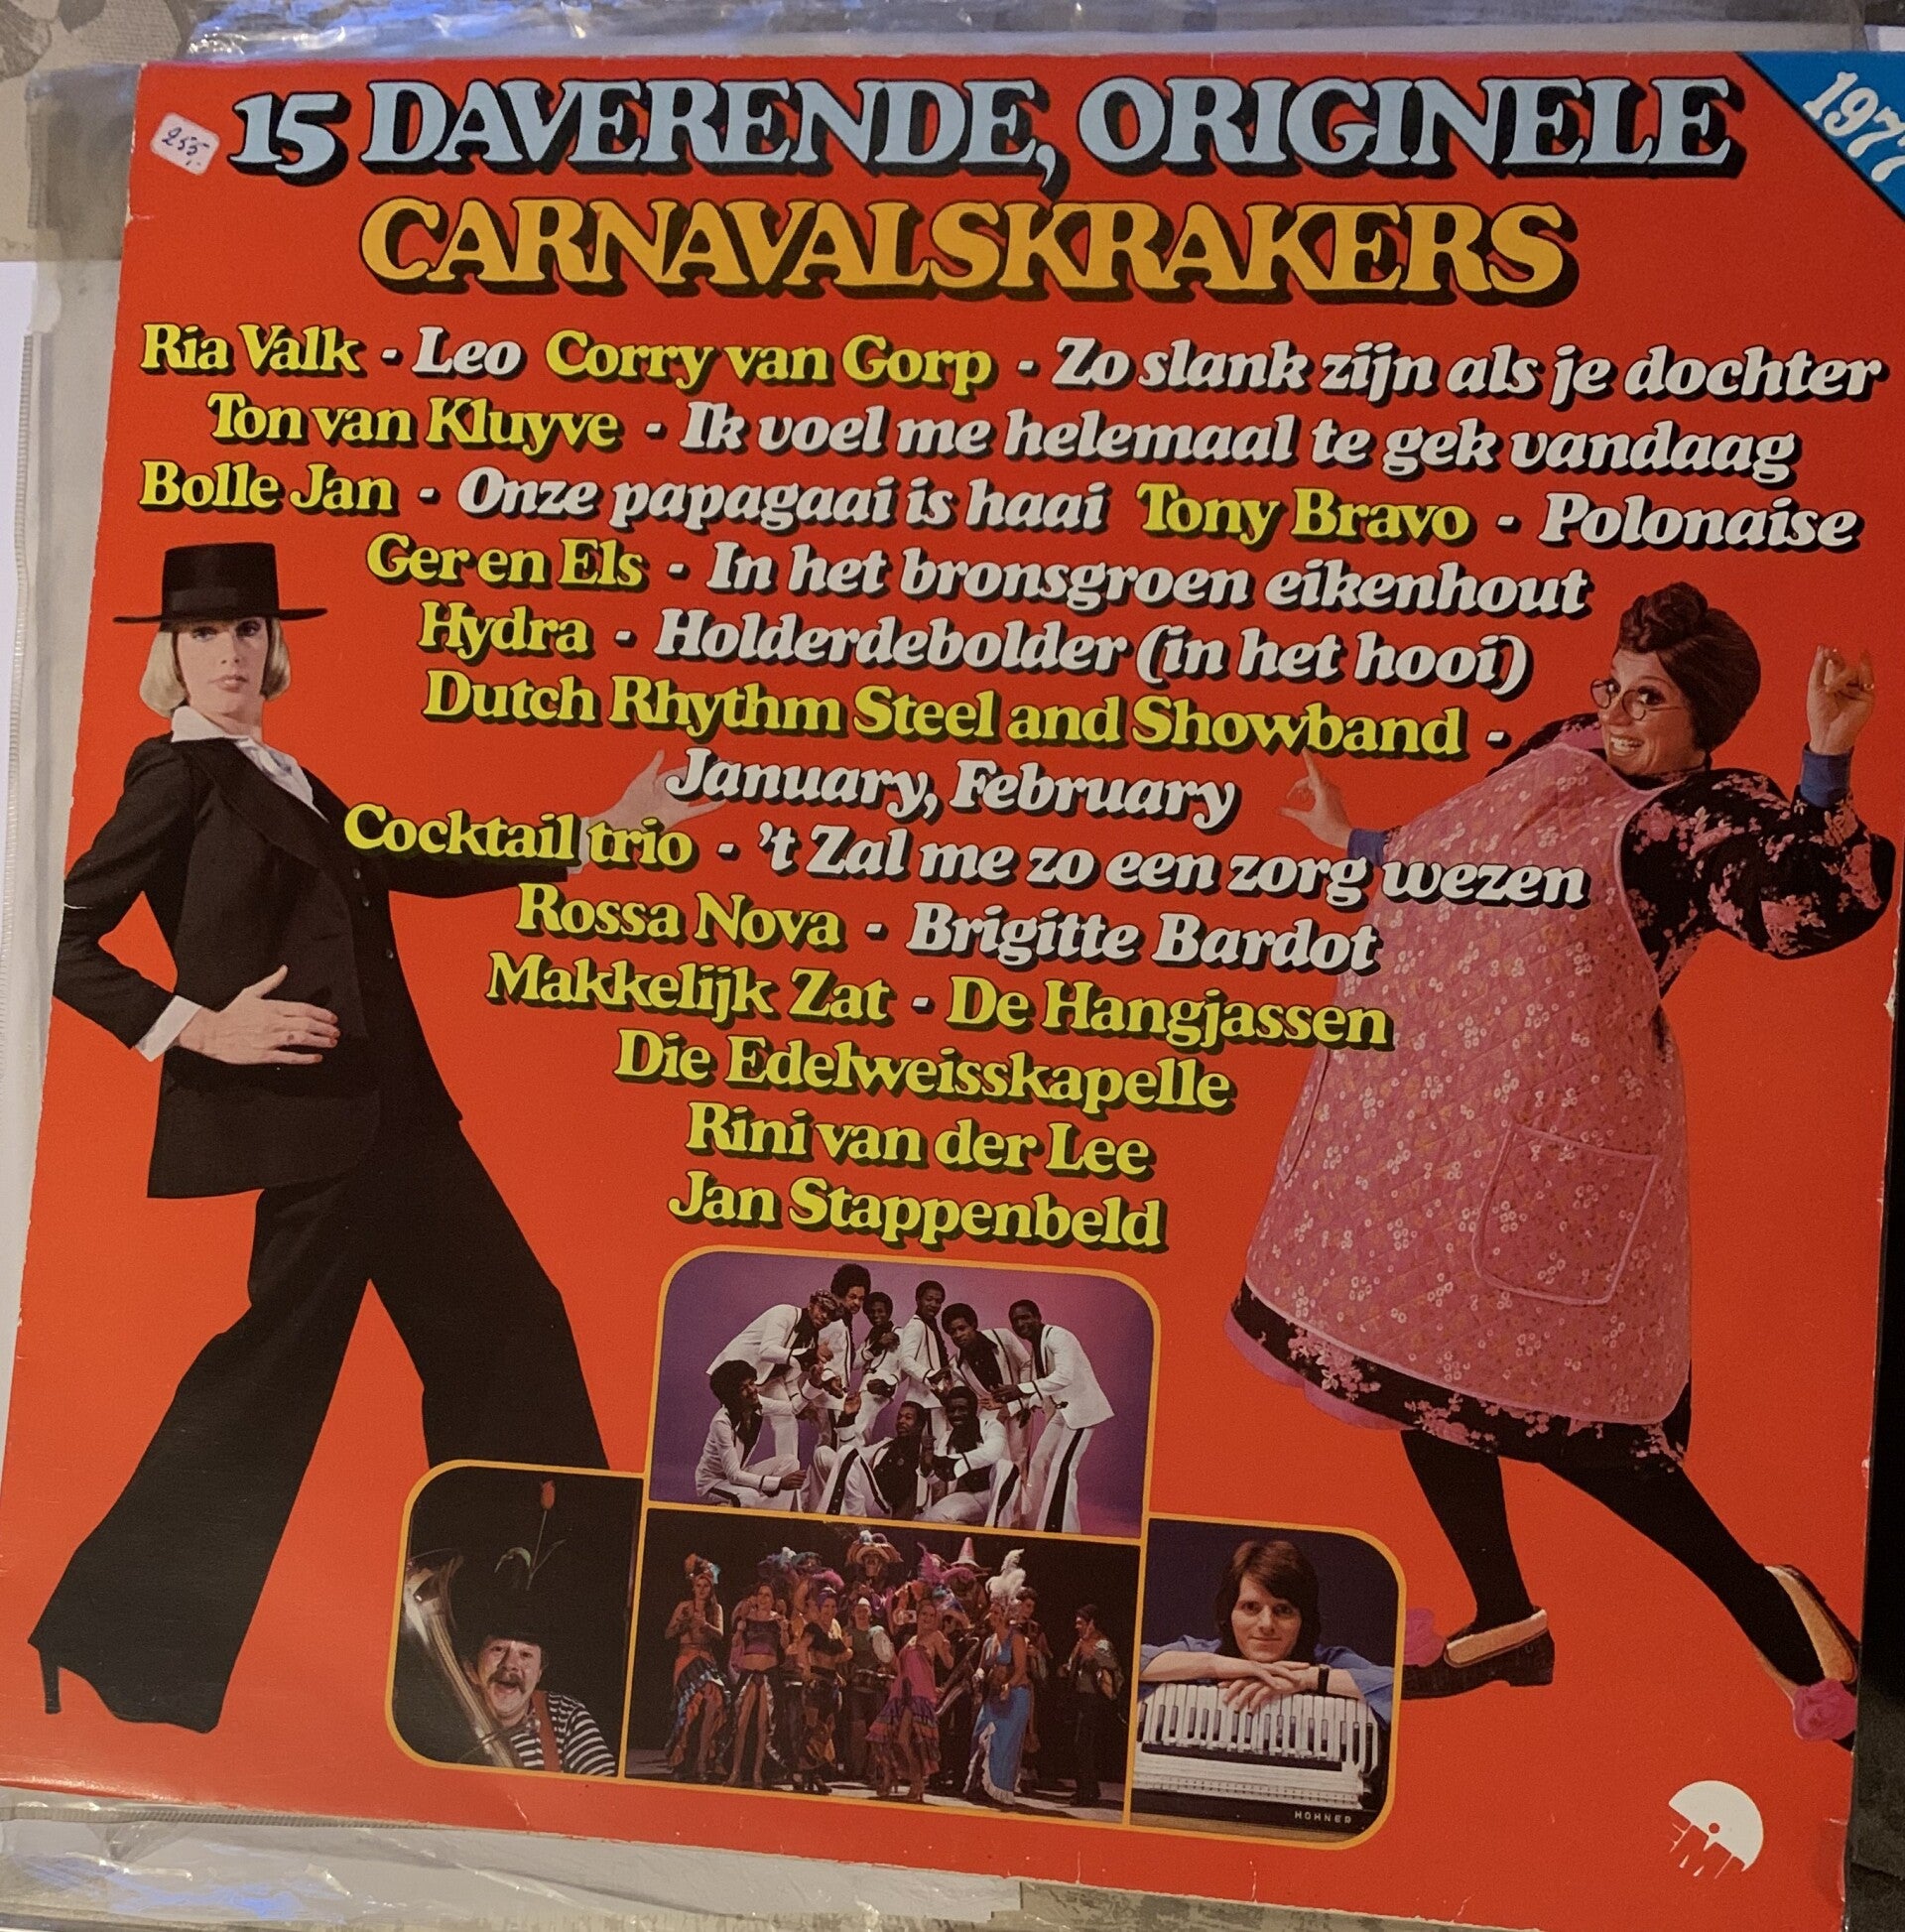 1977
255,-
15 DAVERENDE, ORIGINELE
CARNAVALSKRAKERS
Ria Valk - Leo Corry van Gorp - Zo slank zijn als je dochter
Ton van Kluyve - Ik voel me helemaal te gek vandaag
Bolle Jan - Onze papagaai is haai Tony Bravo - Polonaise
Ger en Els - In het bronsgroen eikenhout
Hydra - Holderdebolder (in het hooi)
Dutch Rhythm Steel and Showband -
January, February
Cocktail trio - 't Zal me zo een zorg wezen
Rossa Nova - Brigitte Bardot
Makkelijk Zat - De Hangjassen
Die Edelweisskapelle
Rini van der Lee
Jan Stappenbeld
HOHNER
EMI